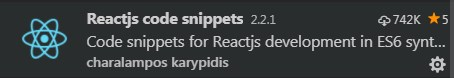 Reactjs code snippets 2.2.1 742K 5
Code snippets for Reactjs development in ES6 synt...
charalampos karypidis